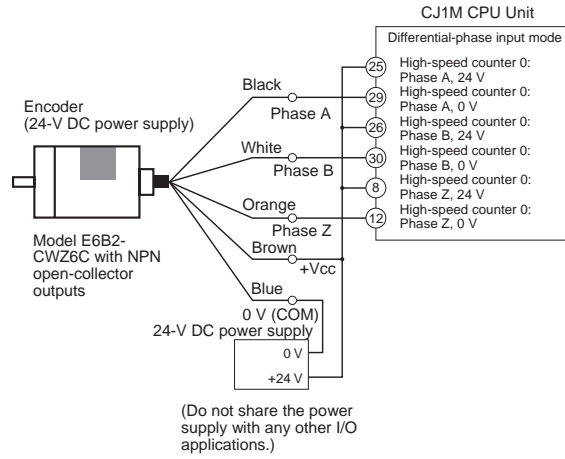 CJ1M CPU Unit
Differential-phase input mode
Encoder
(24-V DC power supply)
Model E6B2-
CWZ6C with NPN
open-collector
outputs
Black
Phase A
White
Phase B
Orange
Phase Z
Brown
+Vcc
Blue
0 V (COM)
25
High-speed counter 0:
Phase A, 24 V
29
High-speed counter 0:
Phase A, 0 V
26
High-speed counter 0:
Phase B, 24 V
30
High-speed counter 0:
Phase B, 0 V
8
High-speed counter 0:
Phase Z, 24 V
12
High-speed counter 0:
Phase Z, 0 V
24-V DC power supply
0 V
+24 V
(Do not share the power
supply with any other I/O
applications.)